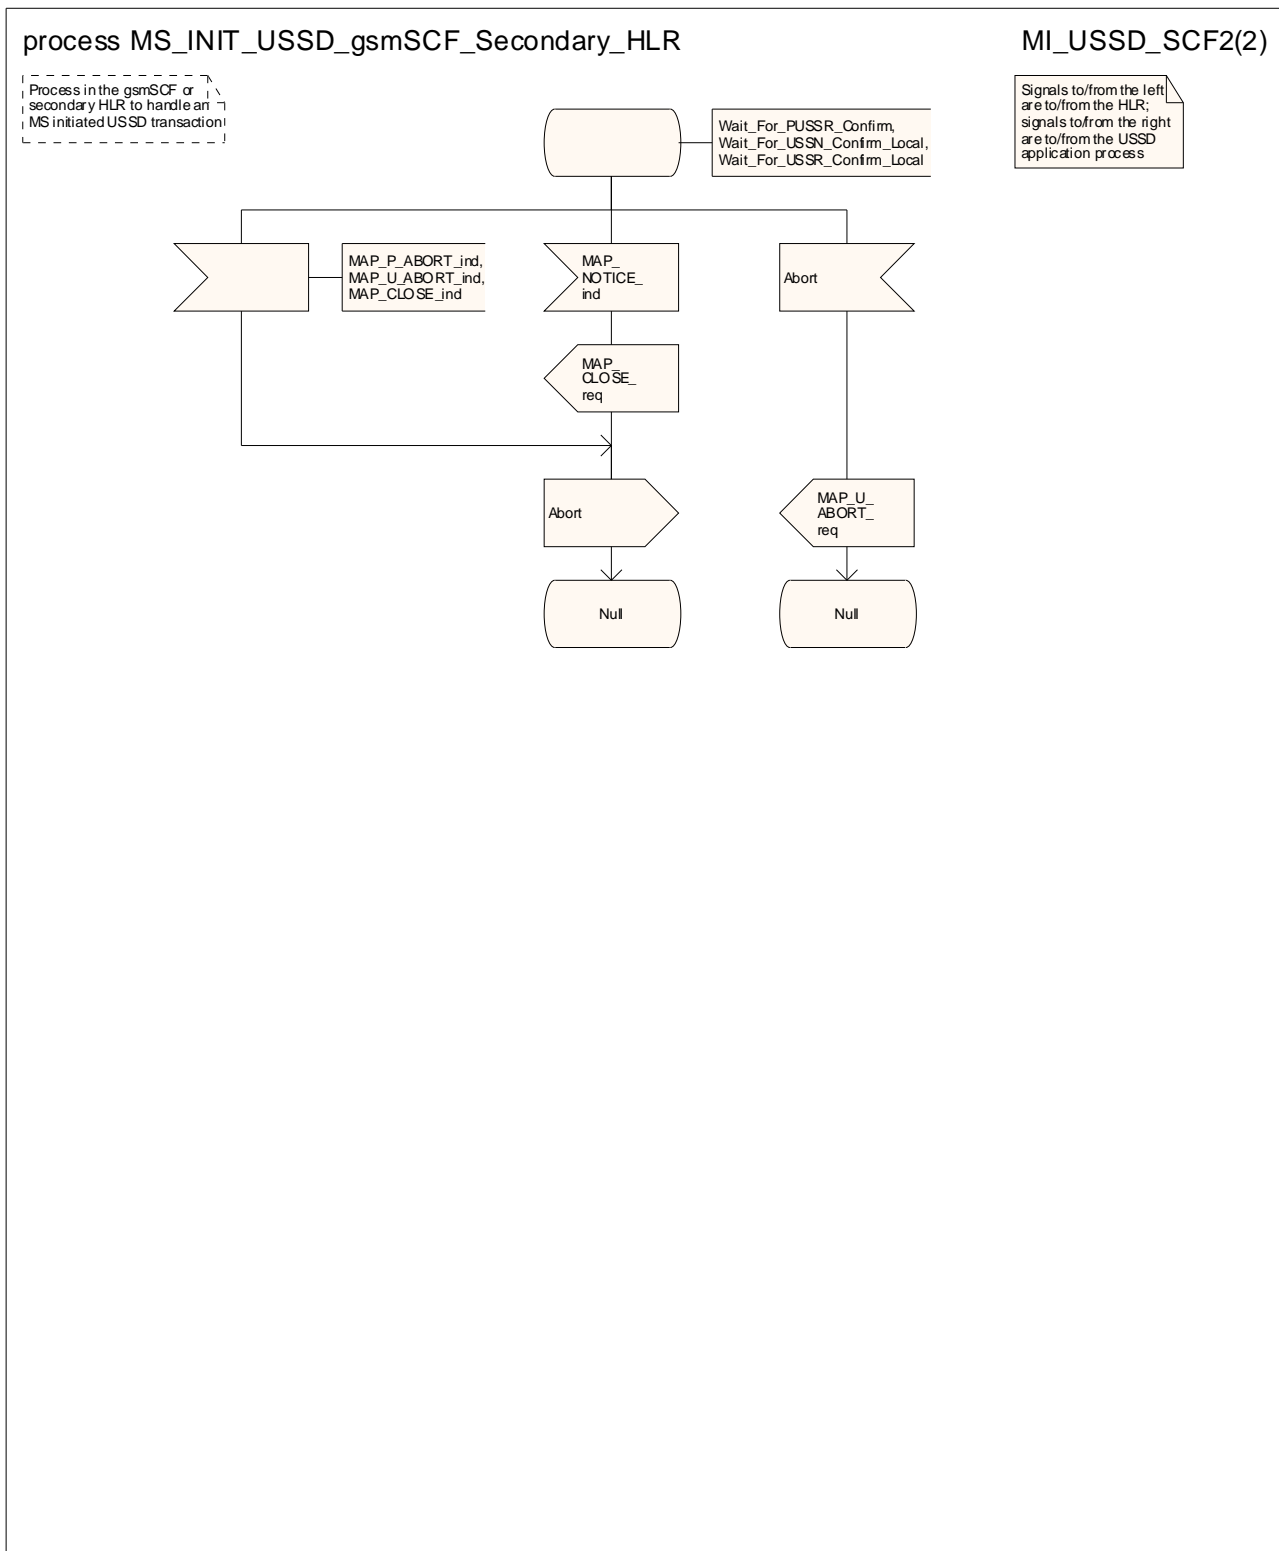 process MS_INIT_USSD_gsmSCF_Secondary_HLR
MI_USSD_SCF2(2)
Process in the gsmSCF or
secondary HLR to handle an
MS initiated USSD transaction
Signals to/from the left
are to/from the HLR;
signals to/from the right
are to/from the USSD
application process
Wait_For_PUSSR_Confirm,
Wait_For_USSN_Confirm_Local,
Wait_For_USSR_Confirm_Local
MAP_P_ABORT_ind,
MAP_U_ABORT_ind,
MAP_CLOSE_ind
MAP_
NOTICE_
ind
Abort
MAP_
CLOSE_
req
Abort
MAP_U_
ABORT_
req
Null
Null